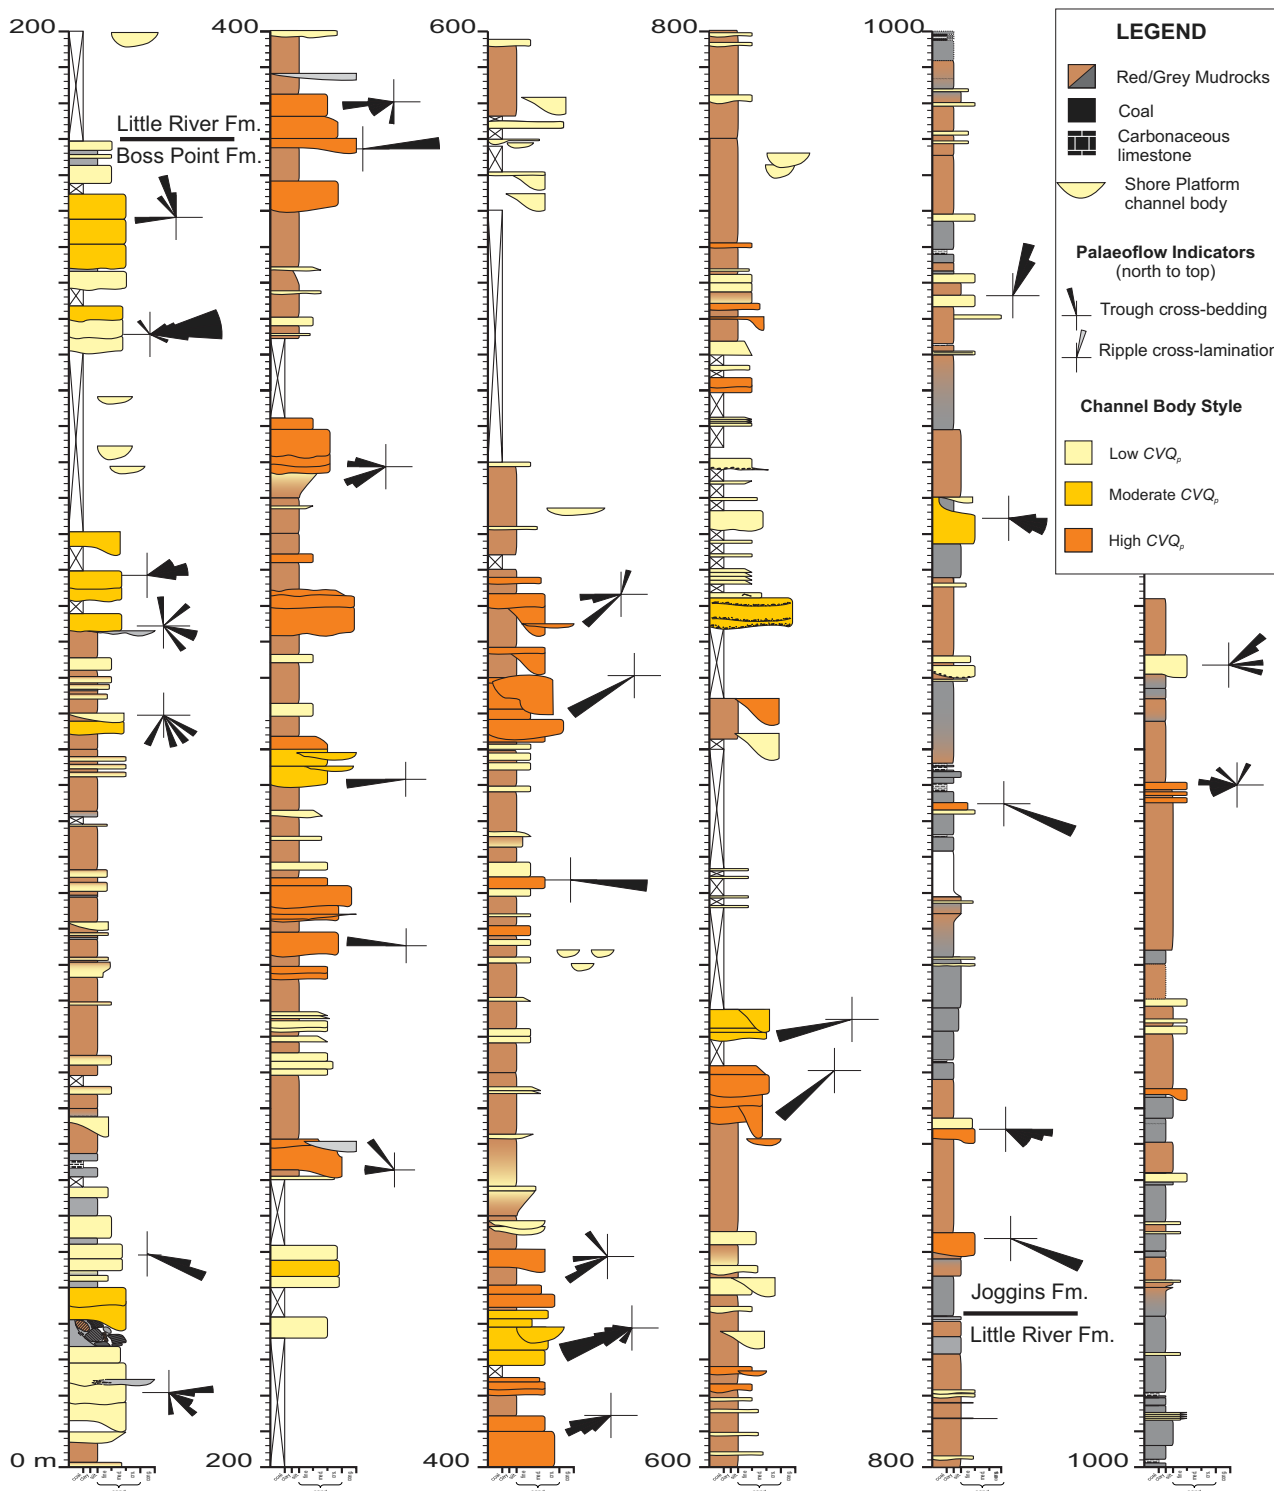 200
400
600
800
1000
Little River Fm.
Boss Point Fm.
LEGEND
Red/Grey Mudrocks
Coal
Carbonaceous
limestone
Shore Platform
channel body
Palaeoflow Indicators
(north to top)
Trough cross-bedding
Ripple cross-lamination
Channel Body Style
Low CVQp
Moderate CVQp
High CVQp
Joggins Fm.
Little River Fm.
0 m
200
400
600
800
1000